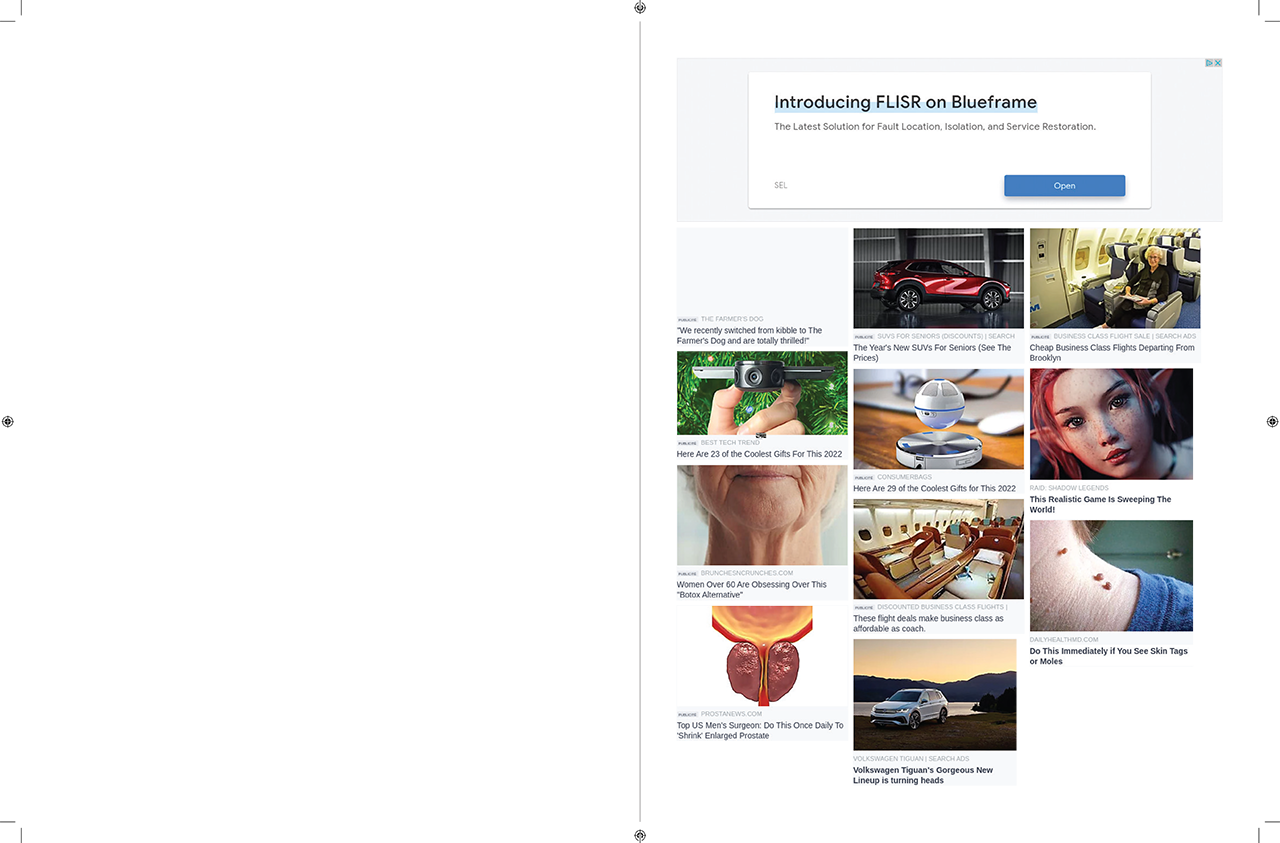 Introducing FLISR on Blueframe
The Latest Solution for Fault Location, Isolation, and Service Restoration.
SEL
Open
PUBLICITÉ THE FARMER'S DOG
"We recently switched from kibble to The
Farmer's Dog and are totally thrilled!"
PUBLICITÉ BEST TECH TREND
Here Are 23 of the Coolest Gifts For This 2022
PUBLICITÉ BRUNCHESNCRUNCHES.COM
Women Over 60 Are Obsessing Over This
"Botox Alternative"
PUBLICITÉ PROSTANEWS.COM
Top US Men's Surgeon: Do This Once Daily To
'Shrink' Enlarged Prostate
PUBLICITÉ SUVS FOR SENIORS (DISCOUNTS) | SEARCH
The Year's New SUVs For Seniors (See The
Prices)
PUBLICITÉ CONSUMERBAGS
Here Are 29 of the Coolest Gifts for This 2022
PUBLICITÉ DISCOUNTED BUSINESS CLASS FLIGHTS |
These flight deals make business class as
affordable as coach.
VOLKSWAGEN TIGUAN | SEARCH ADS
Volkswagen Tiguan's Gorgeous New
Lineup is turning heads
PUBLICITÉ BUSINESS CLASS FLIGHT SALE | SEARCH ADS
Cheap Business Class Flights Departing From
Brooklyn
RAID: SHADOW LEGENDS
This Realistic Game Is Sweeping The
World!
DAILYHEALTHMD.COM
Do This Immediately if You See Skin Tags
or Moles